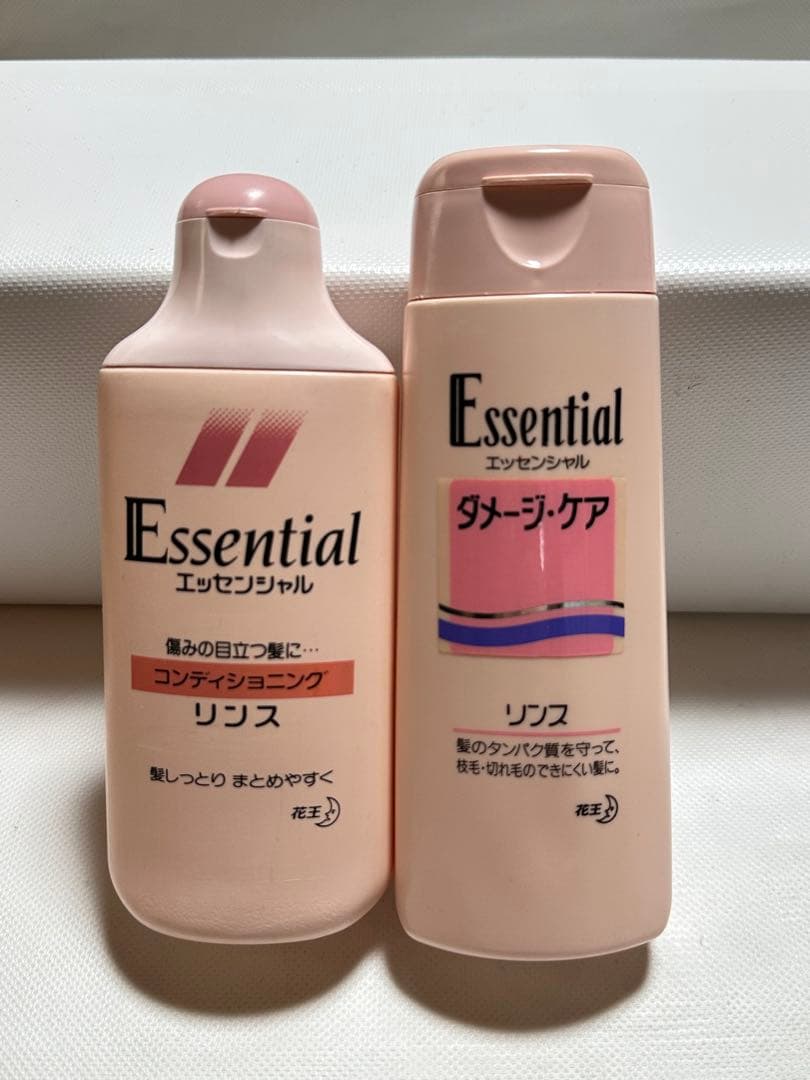 Essential
エッセンシャル
傷みの目立つ髪に…
コンディショニング
リンス
髪しっとり まとめやすく
花王
Essential
エッセンシャル
ダメージ・ケア
リンス
髪のタンパク質を守って、
枝毛・切れ毛のできにくい髪に。
花王